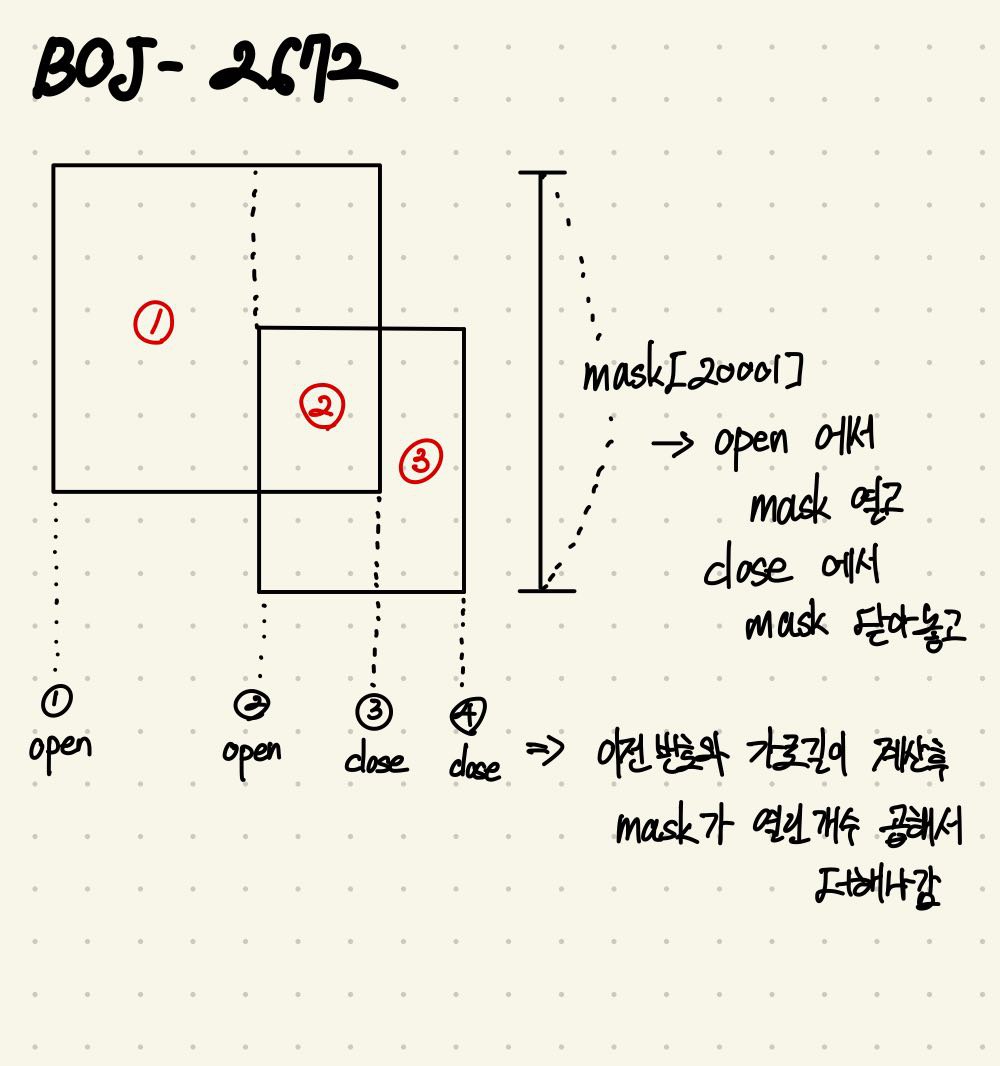 BOJ- 2672
①
②
③
mask[20001]
→ open 에서
mask 열고
close 에서
mask 닫아놓고
① ② ③ ④
open open close close
⇒ 이전 번호와 가로길이 계산후
mask가 열린개수 곱해서
더해나감